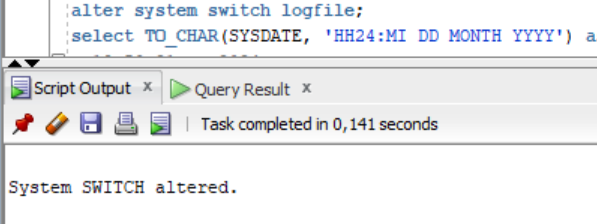 alter system switch logfile;
select TO_CHAR(SYSDATE, 'HH24:MI DD MONTH YYYY') a
Script Output x Query Result x
Task completed in 0,141 seconds
System SWITCH altered.